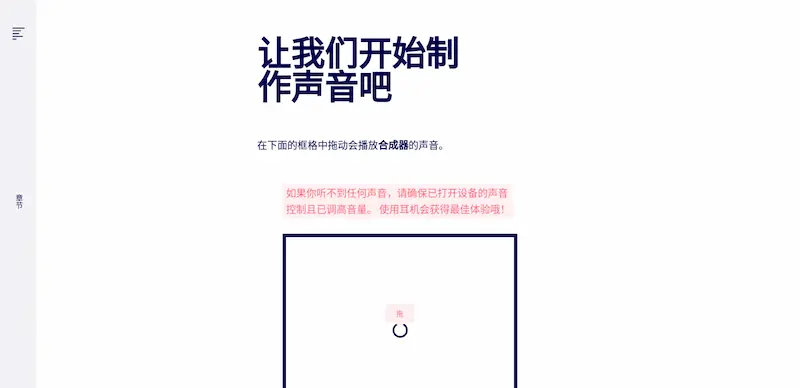 让我们开始制
作声音吧
在下面的框格中拖动会播放合成器的声音。
章节
如果你听不到任何声音，请确保已打开设备的声音
控制且已调高音量。 使用耳机会获得最佳体验哦！
拖